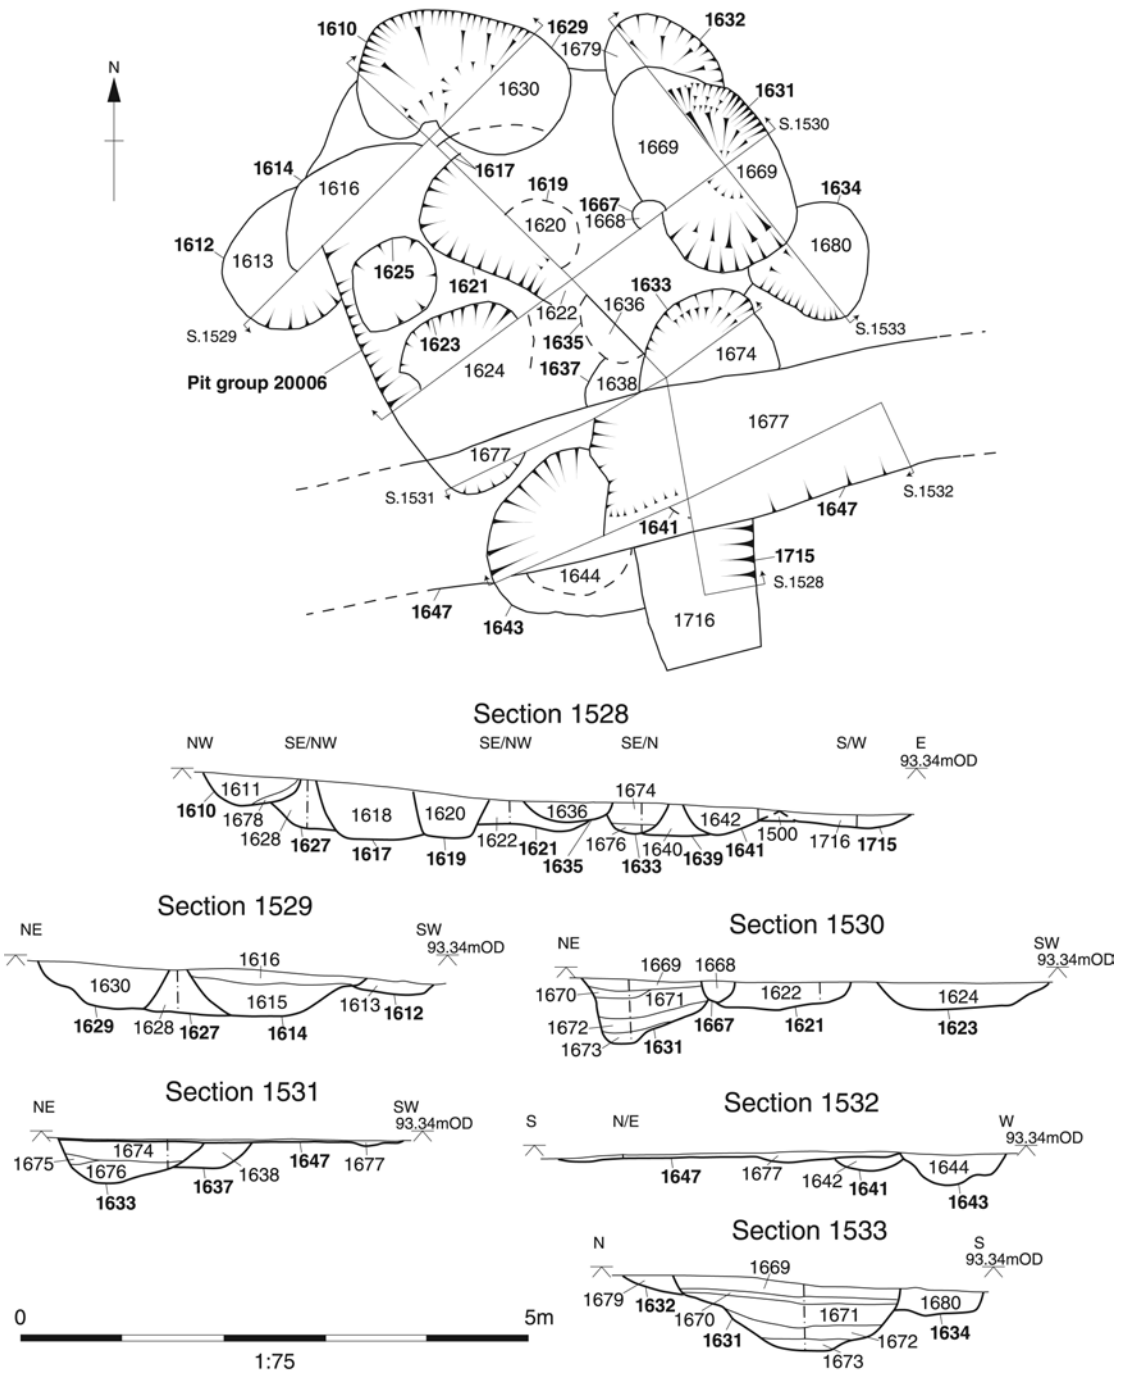 1610
1629
1632
1679
N
1630
1631
S.1530
1669
1669
1614
1617
1616
1619
1667
1634
1668
1620
1612
1613
1680
1625
1621
1633
1622
1636
S.1529
S.1533
1623
1635
1674
1637
Pit group 20006
1624
1638
1677
1677
S.1531
S.1532
1647
1641
1715
1644
S.1528
1647
1716
1643
Section 1528
NW SE/NW SE/NW SE/N S/W E
93.34mOD
1611 1674
1610 1618 1620 1636 1642
1678 1500
1628 1622 1621 1676 1640 1641 1716 1715
1627 1617 1619 1635 1633 1639
Section 1529
NE SW
93.34mOD
1616
1630 1615 1613
1629 1628 1627 1614 1612
Section 1530
NE SW
93.34mOD
1669 1668
1670 1671 1622 1624
1672 1667 1621 1623
1673 1631
Section 1531
NE SW
93.34mOD
1674
1675 1676 1638 1647 1677
1633 1637
Section 1532
S N/E W
93.34mOD
1647 1677 1642 1641 1644
1643
Section 1533
N S
93.34mOD
1669
1679 1632 1671 1680
1670 1634
1631 1672
1673
0 5m
1:75